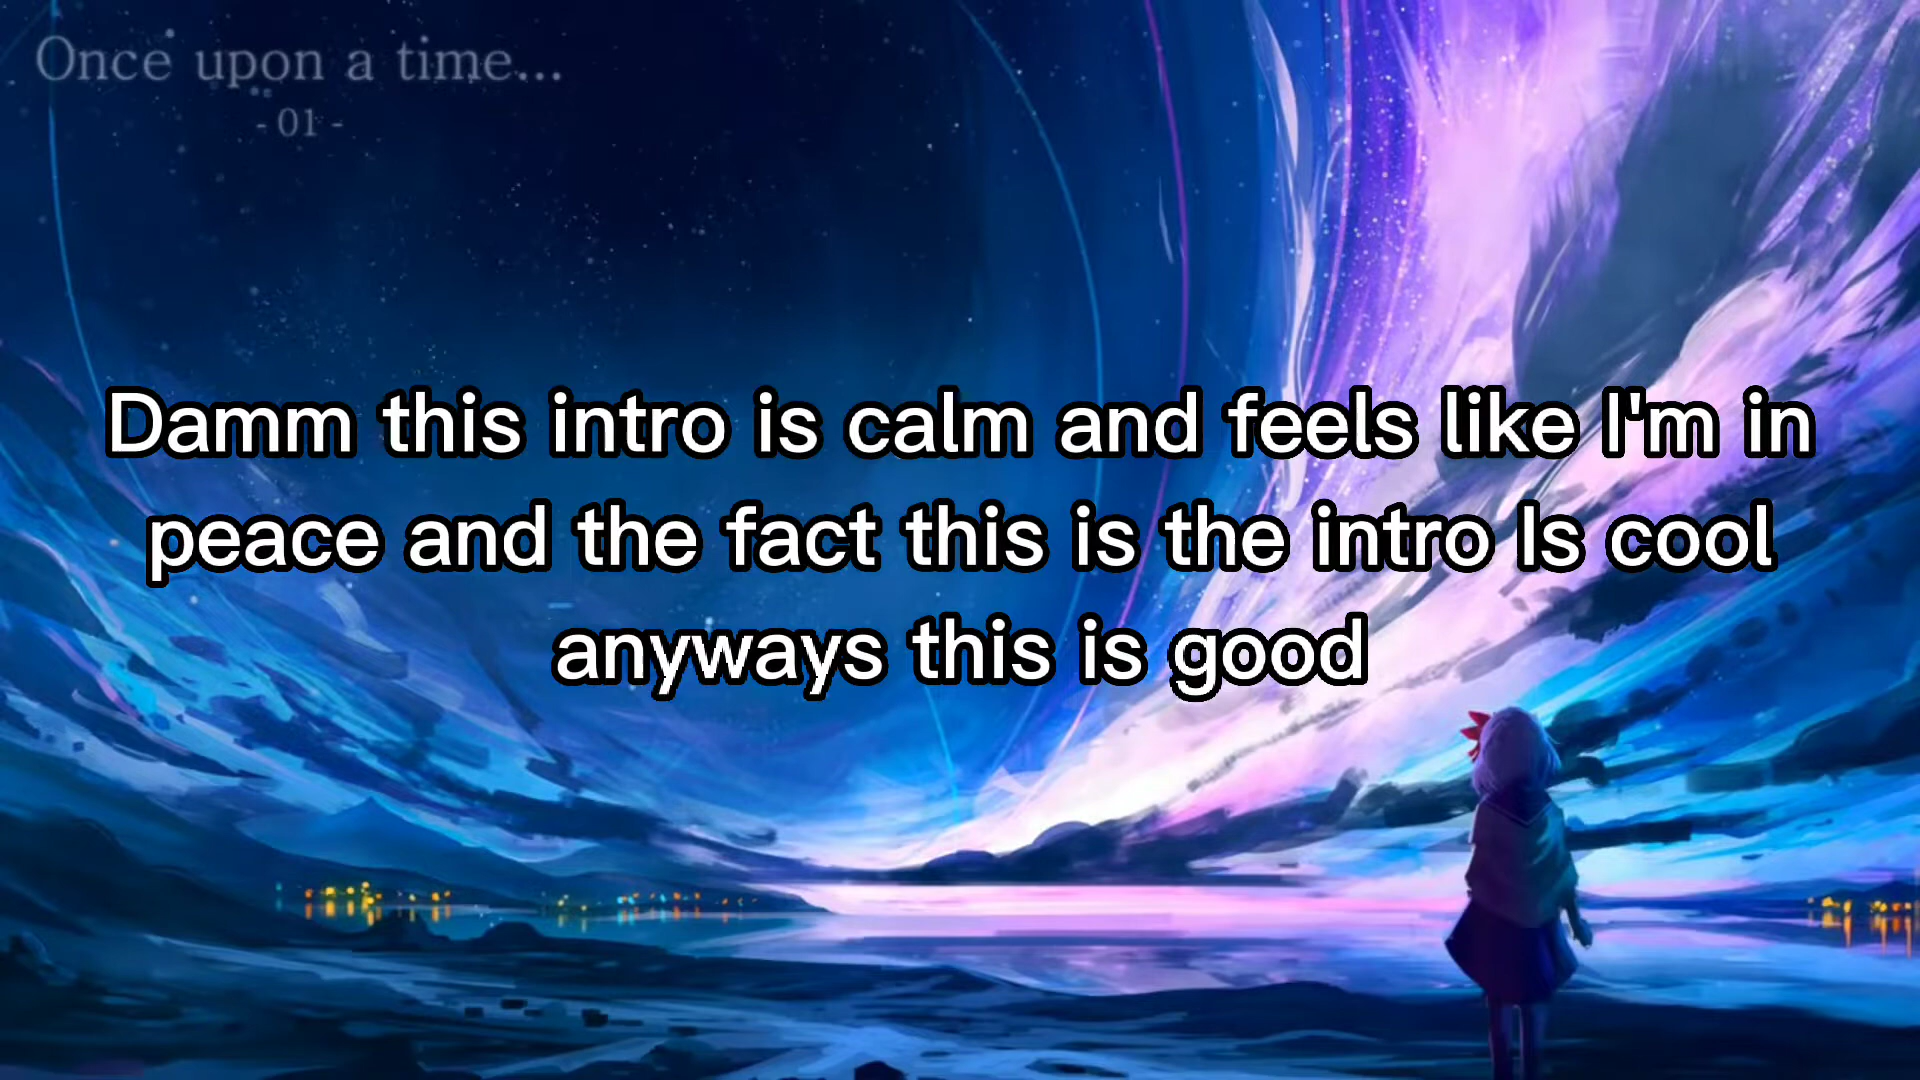 Once upon a time...
- 01 -
Damm this intro is calm and feels like I'm in
peace and the fact this is the intro Is cool
anyways this is good